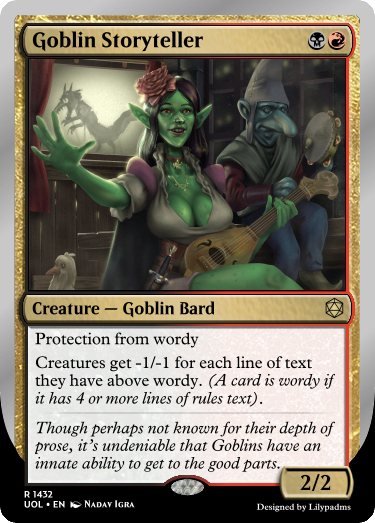 Goblin Storyteller
Creature — Goblin Bard
Protection from wordy
Creatures get -1/-1 for each line of text
they have above wordy. (A card is wordy if
it has 4 or more lines of rules text).
Though perhaps not known for their depth of
prose, it's undeniable that Goblins have an
innate ability to get to the good parts.
2/2
R 1432
UOL • EN Nadav Igra
Designed by Lilypadms